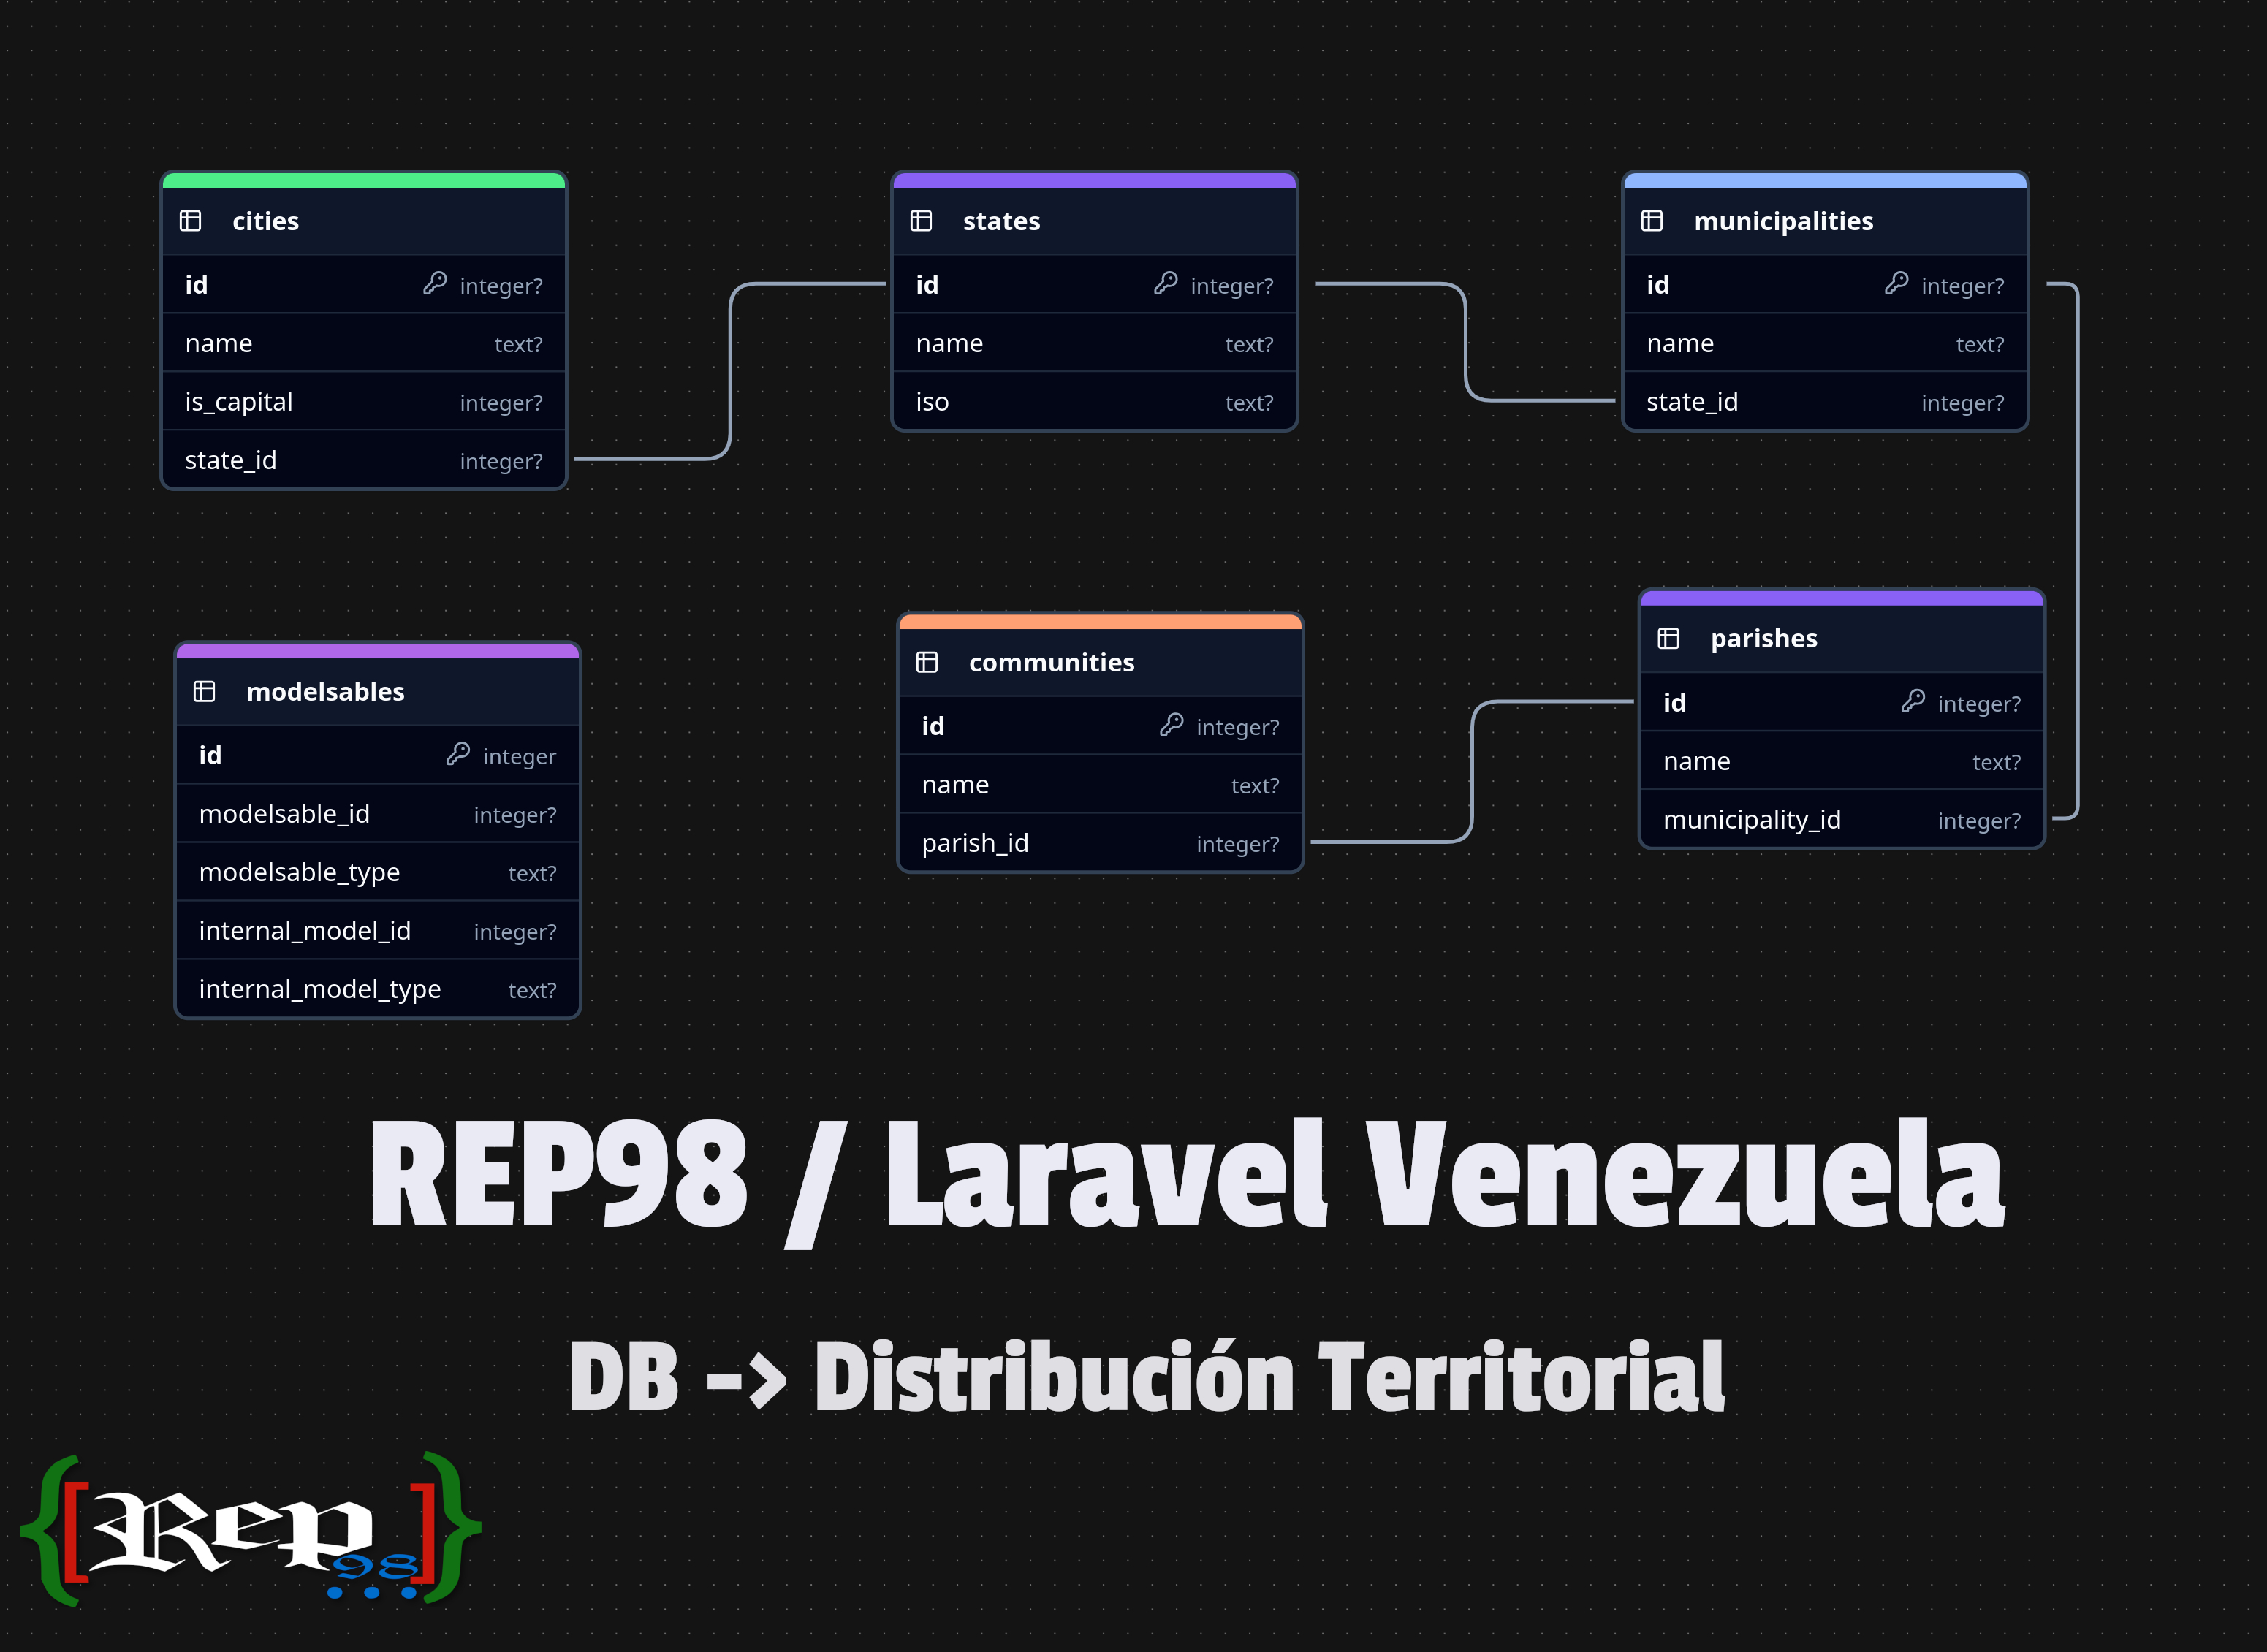 cities
id integer?
name text?
is_capital integer?
state_id integer?
states
id integer?
name text?
iso text?
municipalities
id integer?
name text?
state_id integer?
modelsables
id integer
modelsable_id integer?
modelsable_type text?
internal_model_id integer?
internal_model_type text?
communities
id integer?
name text?
parish_id integer?
parishes
id integer?
name text?
municipality_id integer?
REP98 / Laravel Venezuela
DB -> Distribución Territorial
{[Rep
98]}